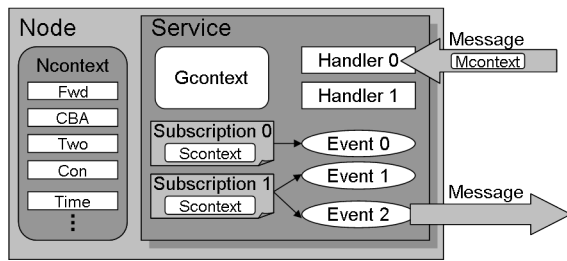 Node
Service
Message
Ncontext
Gcontext
Handler 0
Mcontext
Fwd
Handler 1
CBA
Subscription 0
Two
Scontext
Event 0
Con
Subscription 1
Event 1
Time
Scontext
Event 2
Message